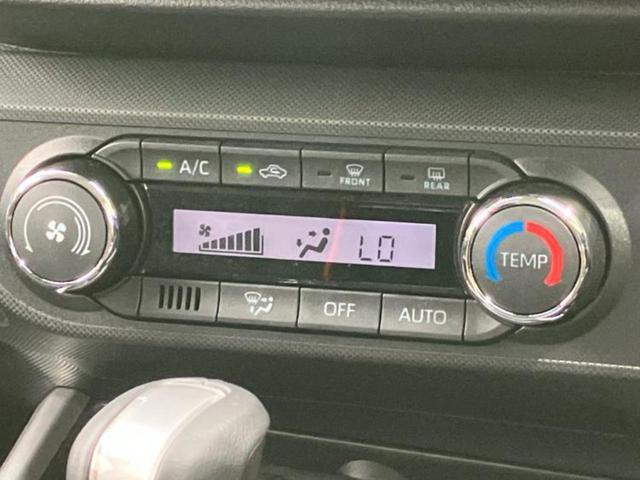 A/C
FRONT
REAR
LO
TEMP
OFF
AUTO